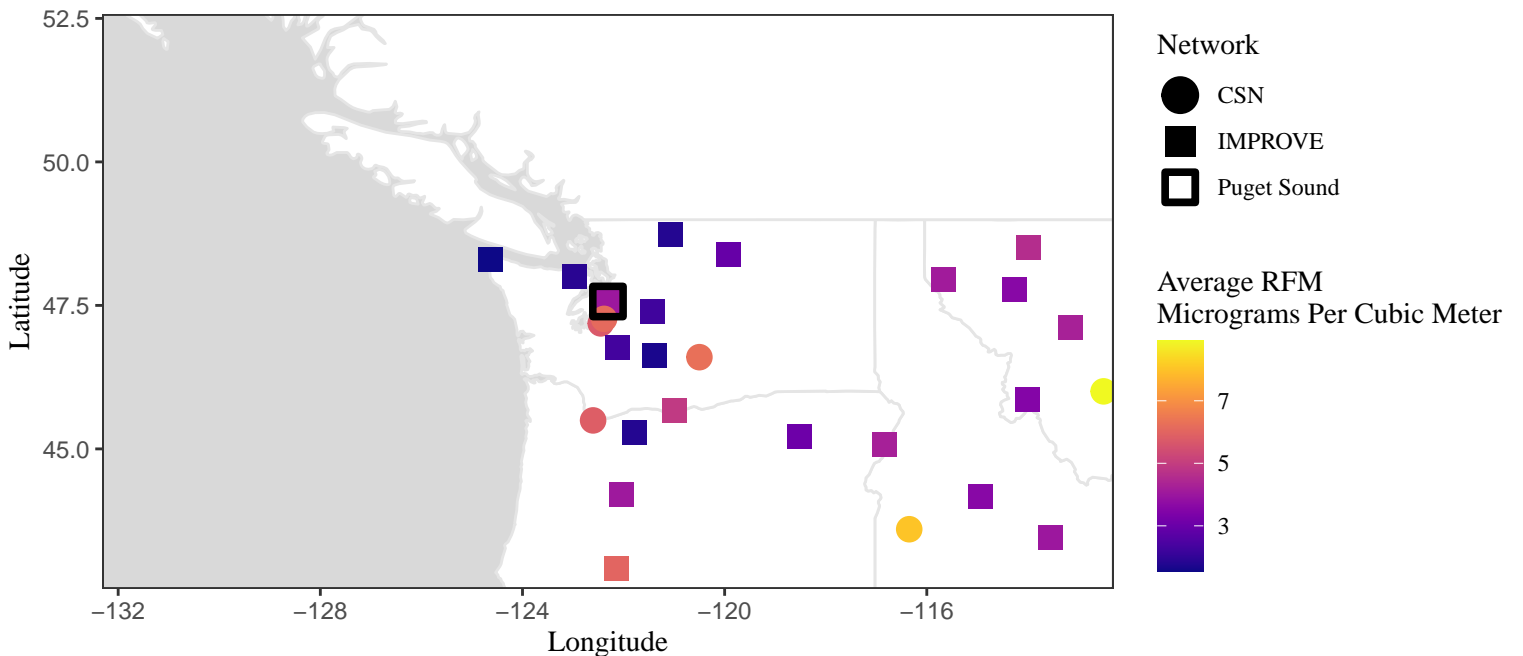 52.5
50.0
47.5
45.0
Latitude
−132
−128
−124
−120
−116
Longitude
Network
CSN
IMPROVE
Puget Sound
Average RFM
Micrograms Per Cubic Meter
7
5
3